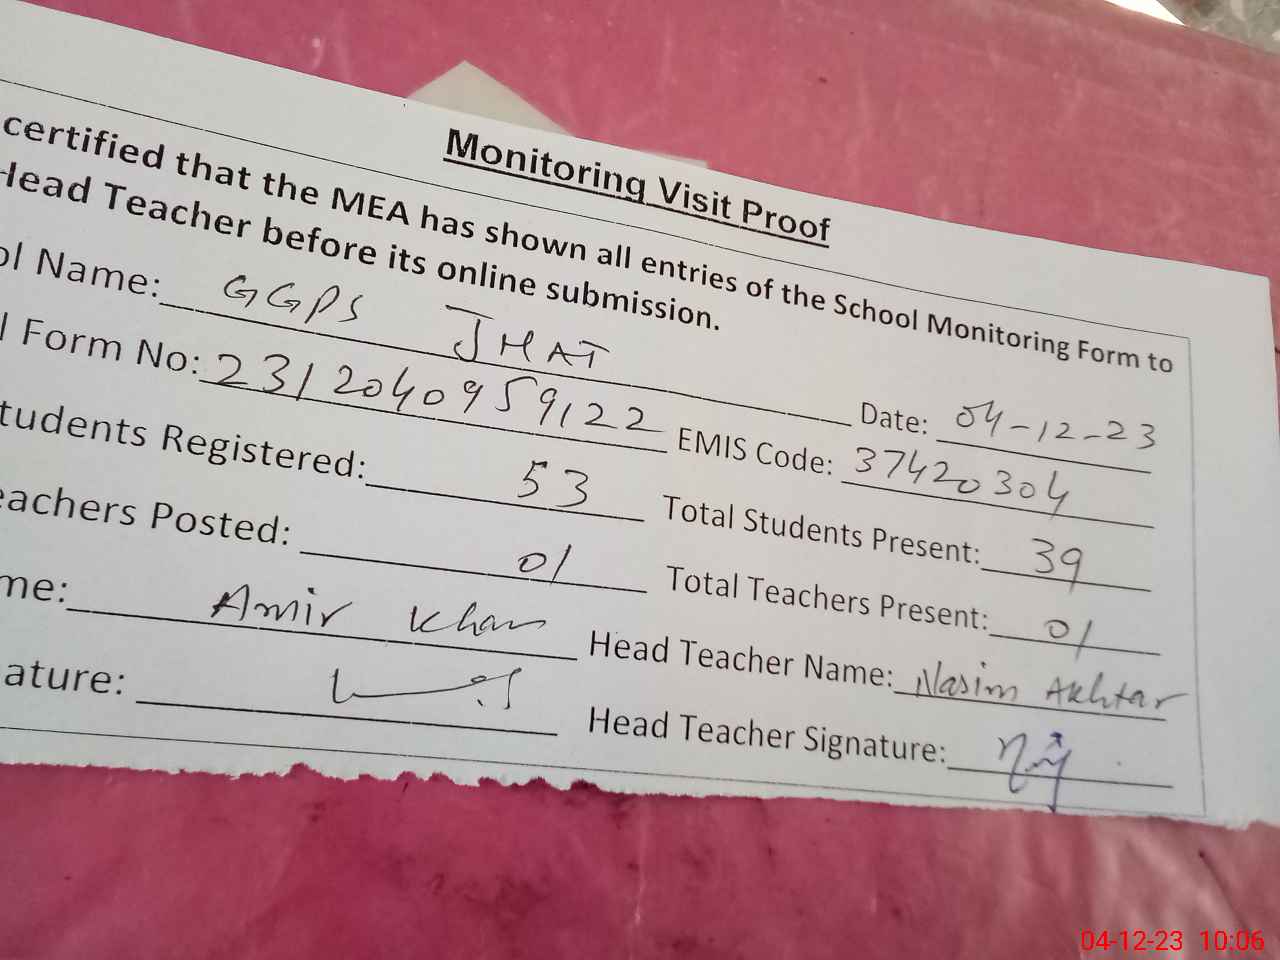 Monitoring Visit Proof
certified that the MEA has shown all entries of the School Monitoring Form to
Head Teacher before its online submission.
ol Name: GGPS JHAT Date: 04-12-23
l Form No: 2312040959122 EMIS Code: 37420304
tudents Registered: 53 Total Students Present: 39
eachers Posted: 01 Total Teachers Present: 01
me: Amir Khan Head Teacher Name: Nasim Akhtar
ature: Head Teacher Signature:
04-12-23 10:06